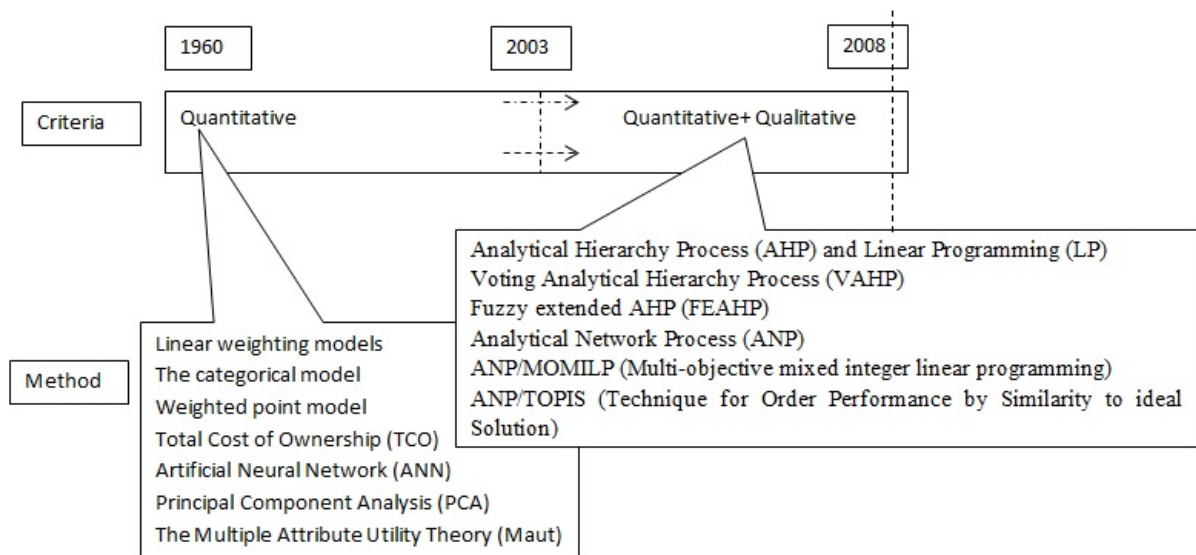 1960
2003
2008
Criteria
Quantitative
Quantitative+ Qualitative
Method
Linear weighting models
The categorical model
Weighted point model
Total Cost of Ownership (TCO)
Artificial Neural Network (ANN)
Principal Component Analysis (PCA)
The Multiple Attribute Utility Theory (Maut)
Analytical Hierarchy Process (AHP) and Linear Programming (LP)
Voting Analytical Hierarchy Process (VAHP)
Fuzzy extended AHP (FEAHP)
Analytical Network Process (ANP)
ANP/MOMILP (Multi-objective mixed integer linear programming)
ANP/TOPIS (Technique for Order Performance by Similarity to ideal
Solution)